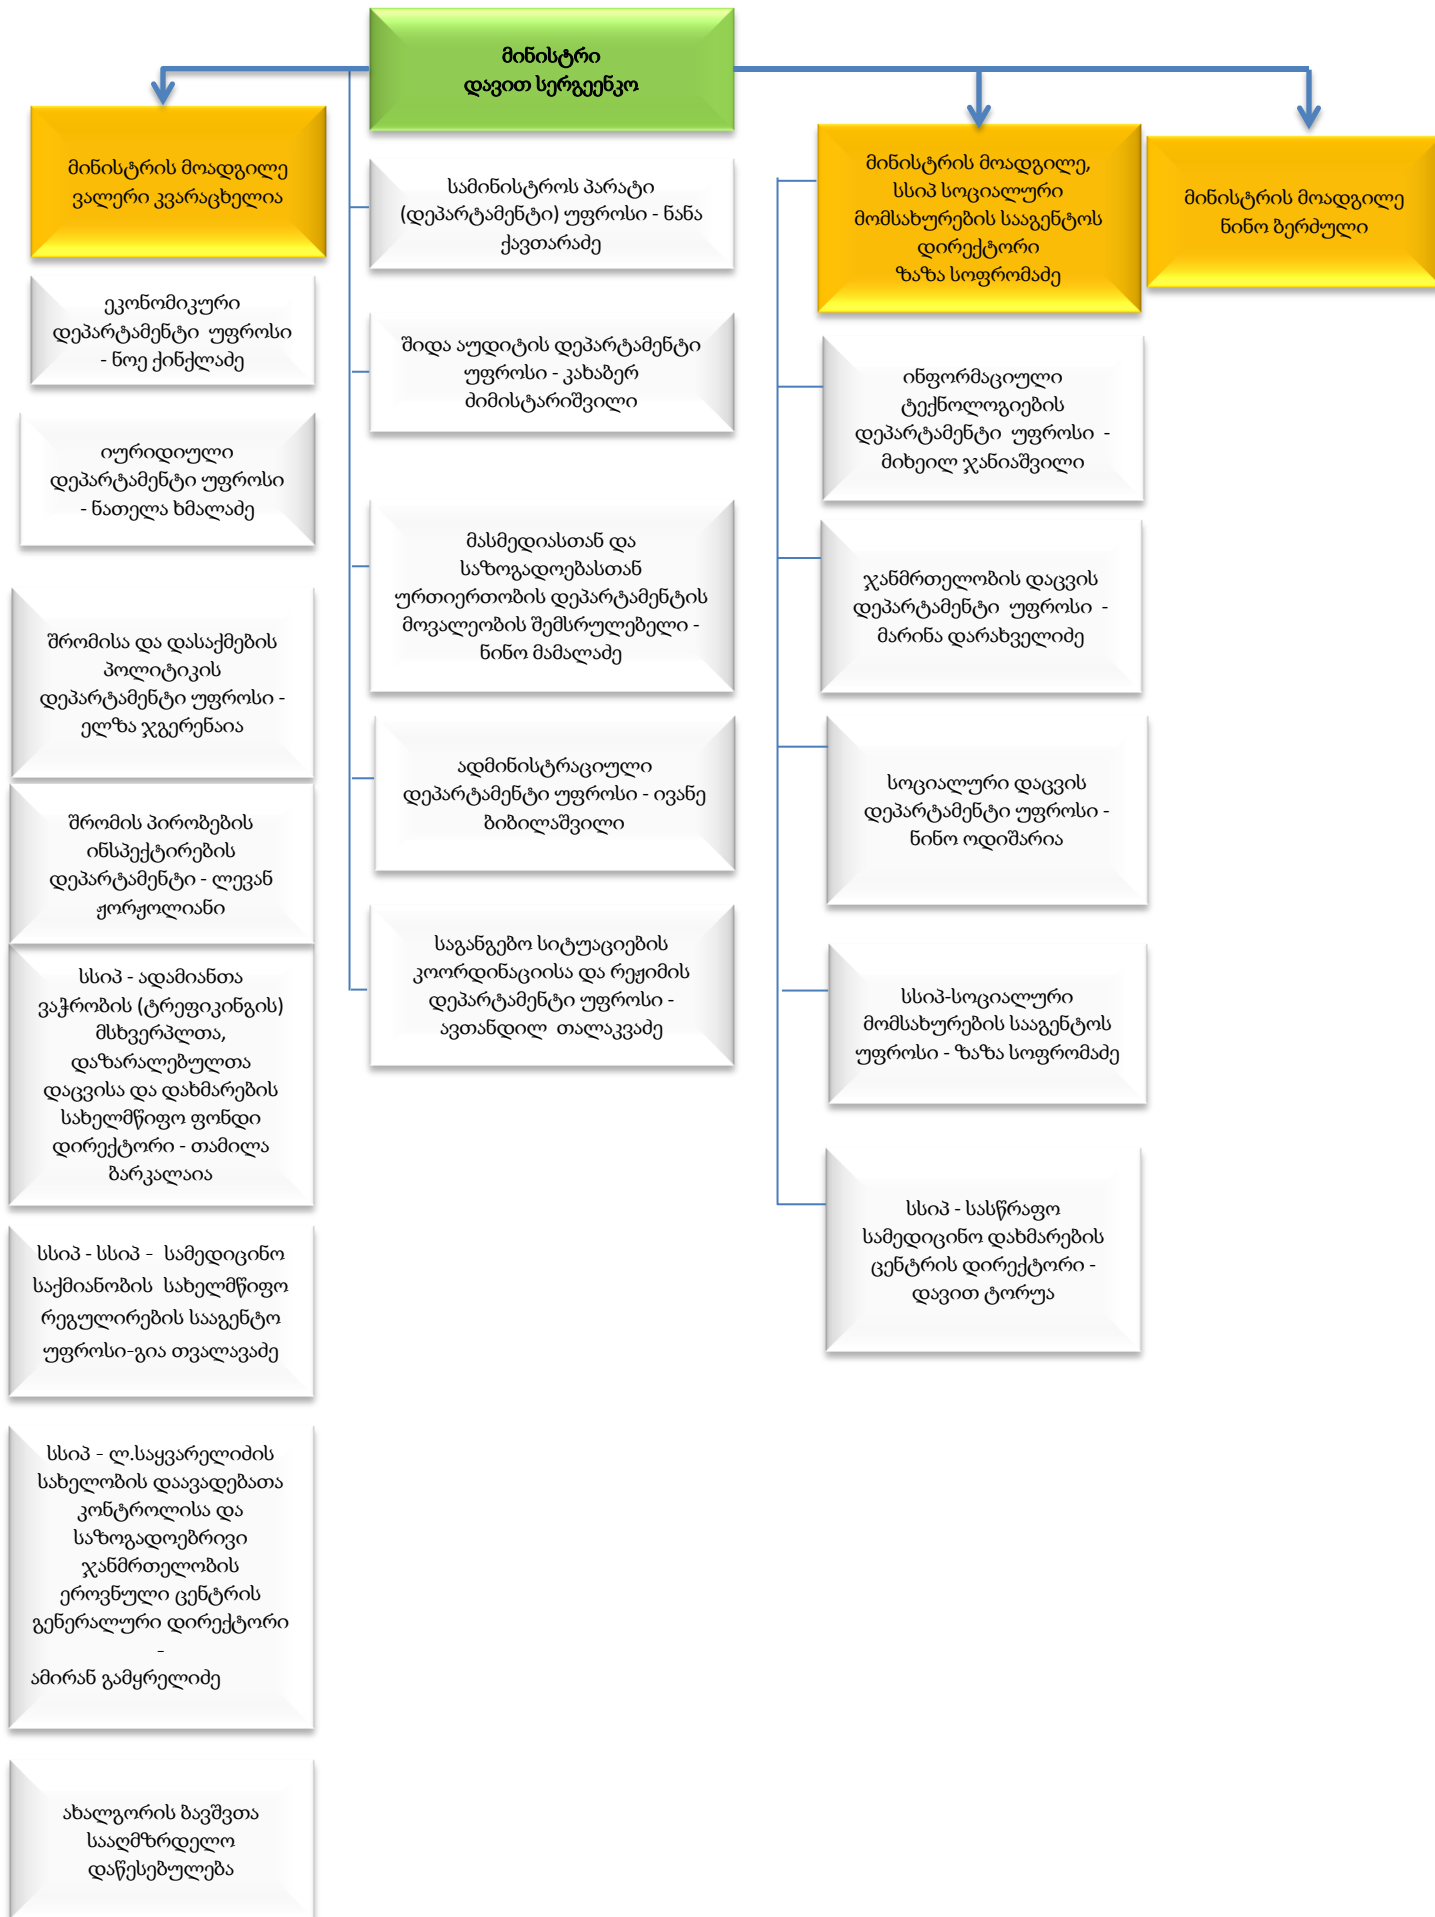 მინისტრი
დავით სერგეენკო
მინისტრის მოადგილე
ვალერი კვარაცხელია
ეკონომიკური
დეპარტამენტი უფროსი
- ნოე ქინქლაძე
იურიდიული
დეპარტამენტი უფროსი
- ნათელა ხმალაძე
შრომისა და დასაქმების
პოლიტიკის
დეპარტამენტი უფროსი -
ელზა ჯგერენაია
შრომის პირობების
ინსპექტირების
დეპარტამენტი - ლევან
ჟორჟოლიანი
სსიპ - ადამიანთა
ვაჭრობის (ტრეფიკინგის)
მსხვერპლთა,
დაზარალებულთა
დაცვისა და დახმარების
სახელმწიფო ფონდი
დირექტორი - თამილა
ბარკალაია
სსიპ - სსიპ - სამედიცინო
საქმიანობის სახელმწიფო
რეგულირების სააგენტო
უფროსი-გია თვალავაძე
სსიპ - ლ.საყვარელიძის
სახელობის დაავადებათა
კონტროლისა და
საზოგადოებრივი
ჯანმრთელობის
ეროვნული ცენტრის
გენერალური დირექტორი
-
ამირან გამყრელიძე
ახალგორის ბავშვთა
სააღმზრდელო
დაწესებულება
სამინისტროს პარატი
(დეპარტამენტი) უფროსი - ნანა
ქავთარაძე
შიდა აუდიტის დეპარტამენტი
უფროსი - კახაბერ
ძიმისტარიშვილი
მასმედიასთან და
საზოგადოებასთან
ურთიერთობის დეპარტამენტის
მოვალეობის შემსრულებელი -
ნინო მამალაძე
ადმინისტრაციული
დეპარტამენტი უფროსი - ივანე
ბიბილაშვილი
საგანგებო სიტუაციების
კოორდინაციისა და რეჟიმის
დეპარტამენტი უფროსი -
ავთანდილ თალაკვაძე
მინისტრის მოადგილე,
სსიპ სოციალური
მომსახურების სააგენტოს
დირექტორი
ზაზა სოფრომაძე
ინფორმაციული
ტექნოლოგიების
დეპარტამენტი უფროსი -
მიხეილ ჯანიაშვილი
ჯანმრთელობის დაცვის
დეპარტამენტი უფროსი -
მარინა დარახველიძე
სოციალური დაცვის
დეპარტამენტი უფროსი -
ნინო ოდიშარია
სსიპ-სოციალური
მომსახურების სააგენტოს
უფროსი - ზაზა სოფრომაძე
სსიპ - სასწრაფო
სამედიცინო დახმარების
ცენტრის დირექტორი -
დავით ტორუა
მინისტრის მოადგილე
ნინო ბერძული